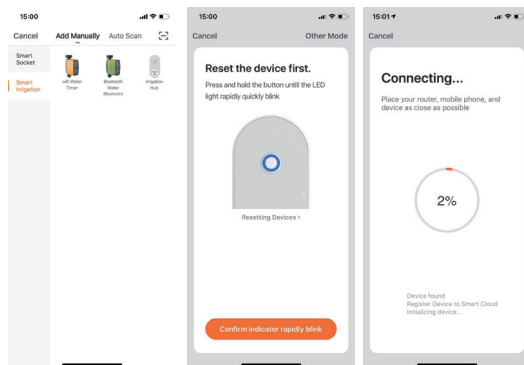 15:00
Cancel
Add Manually
Auto Scan
Smart
Socket
Smart
Irrigation
wifi Water
Timer
Bluetooth
Water
(Bluetooth)
Irrigation
Hub
15:00
Cancel
Other Mode
Reset the device first.
Press and hold the button untill the LED
light rapidly quickly blink
Resetting Devices >
Confirm indicator rapidly blink
15:01
Cancel
Connecting...
Place your router, mobile phone, and
device as close as possible
2%
Device found
Register Device to Smart Cloud
Initializing device...